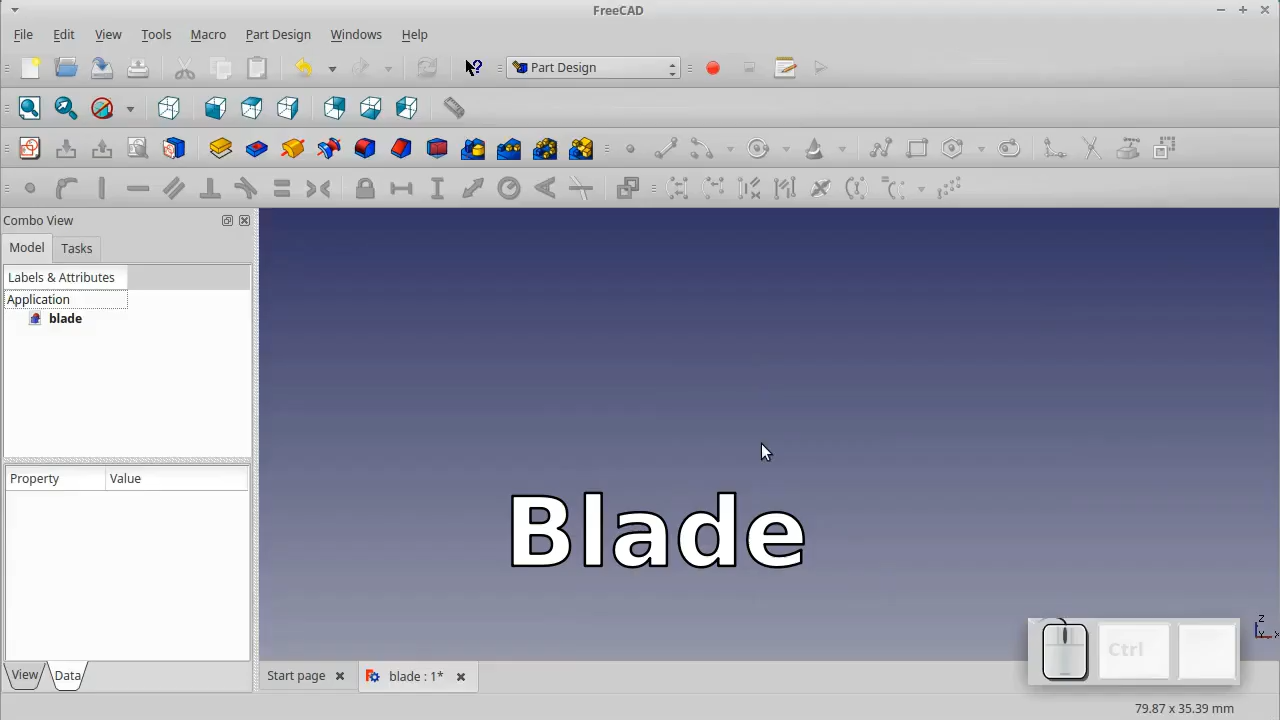 FreeCAD
File Edit View Tools Macro Part Design Windows Help
Part Design
Combo View
Model Tasks
Labels & Attributes
Application
blade
Property Value
Blade
Ctrl
Z
Y X
View Data
Start page blade : 1*
79.87 x 35.39 mm